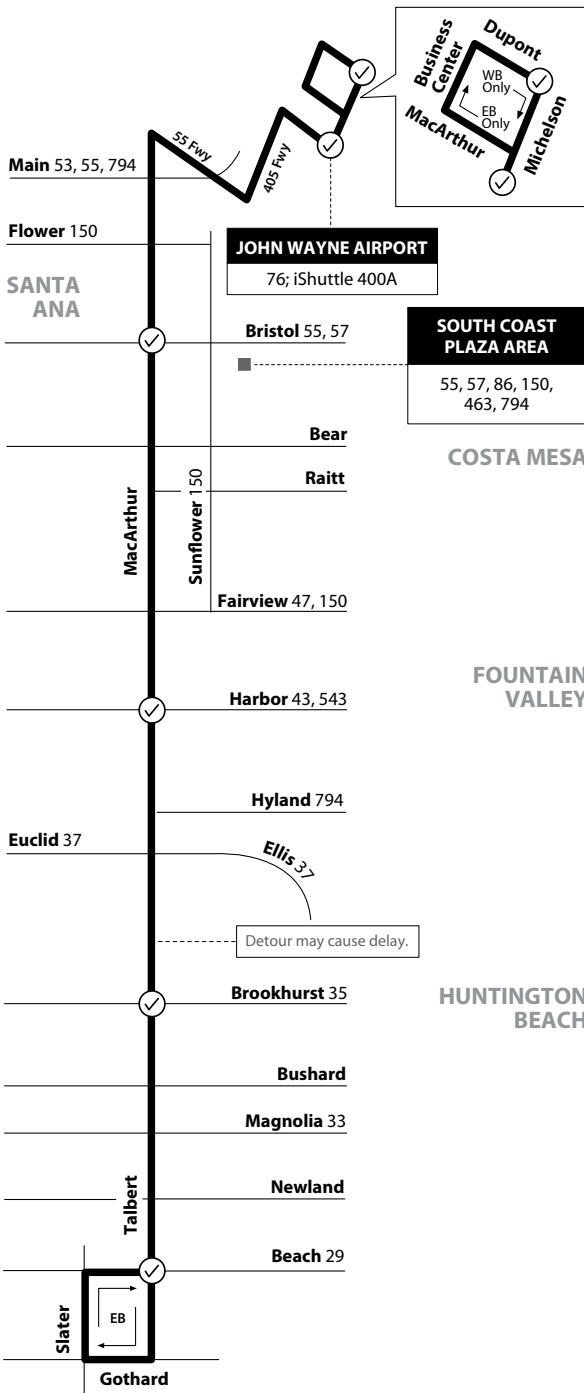 Business
Center
Dupont
WB
Only
EB
Only
MacArthur
Michelson
55 Fwy
405 Fwy
Main 53, 55, 794
Flower 150
JOHN WAYNE AIRPORT
76; iShuttle 400A
SANTA
ANA
Bristol 55, 57
SOUTH COAST
PLAZA AREA
55, 57, 86, 150,
463, 794
Bear
COSTA MESA
Raitt
MacArthur
Sunflower 150
Fairview 47, 150
FOUNTAIN
VALLEY
Harbor 43, 543
Hyland 794
Euclid 37
Ellis 37
Detour may cause delay.
Brookhurst 35
HUNTINGTON
BEACH
Bushard
Magnolia 33
Talbert
Newland
Beach 29
Slater
EB
Gothard